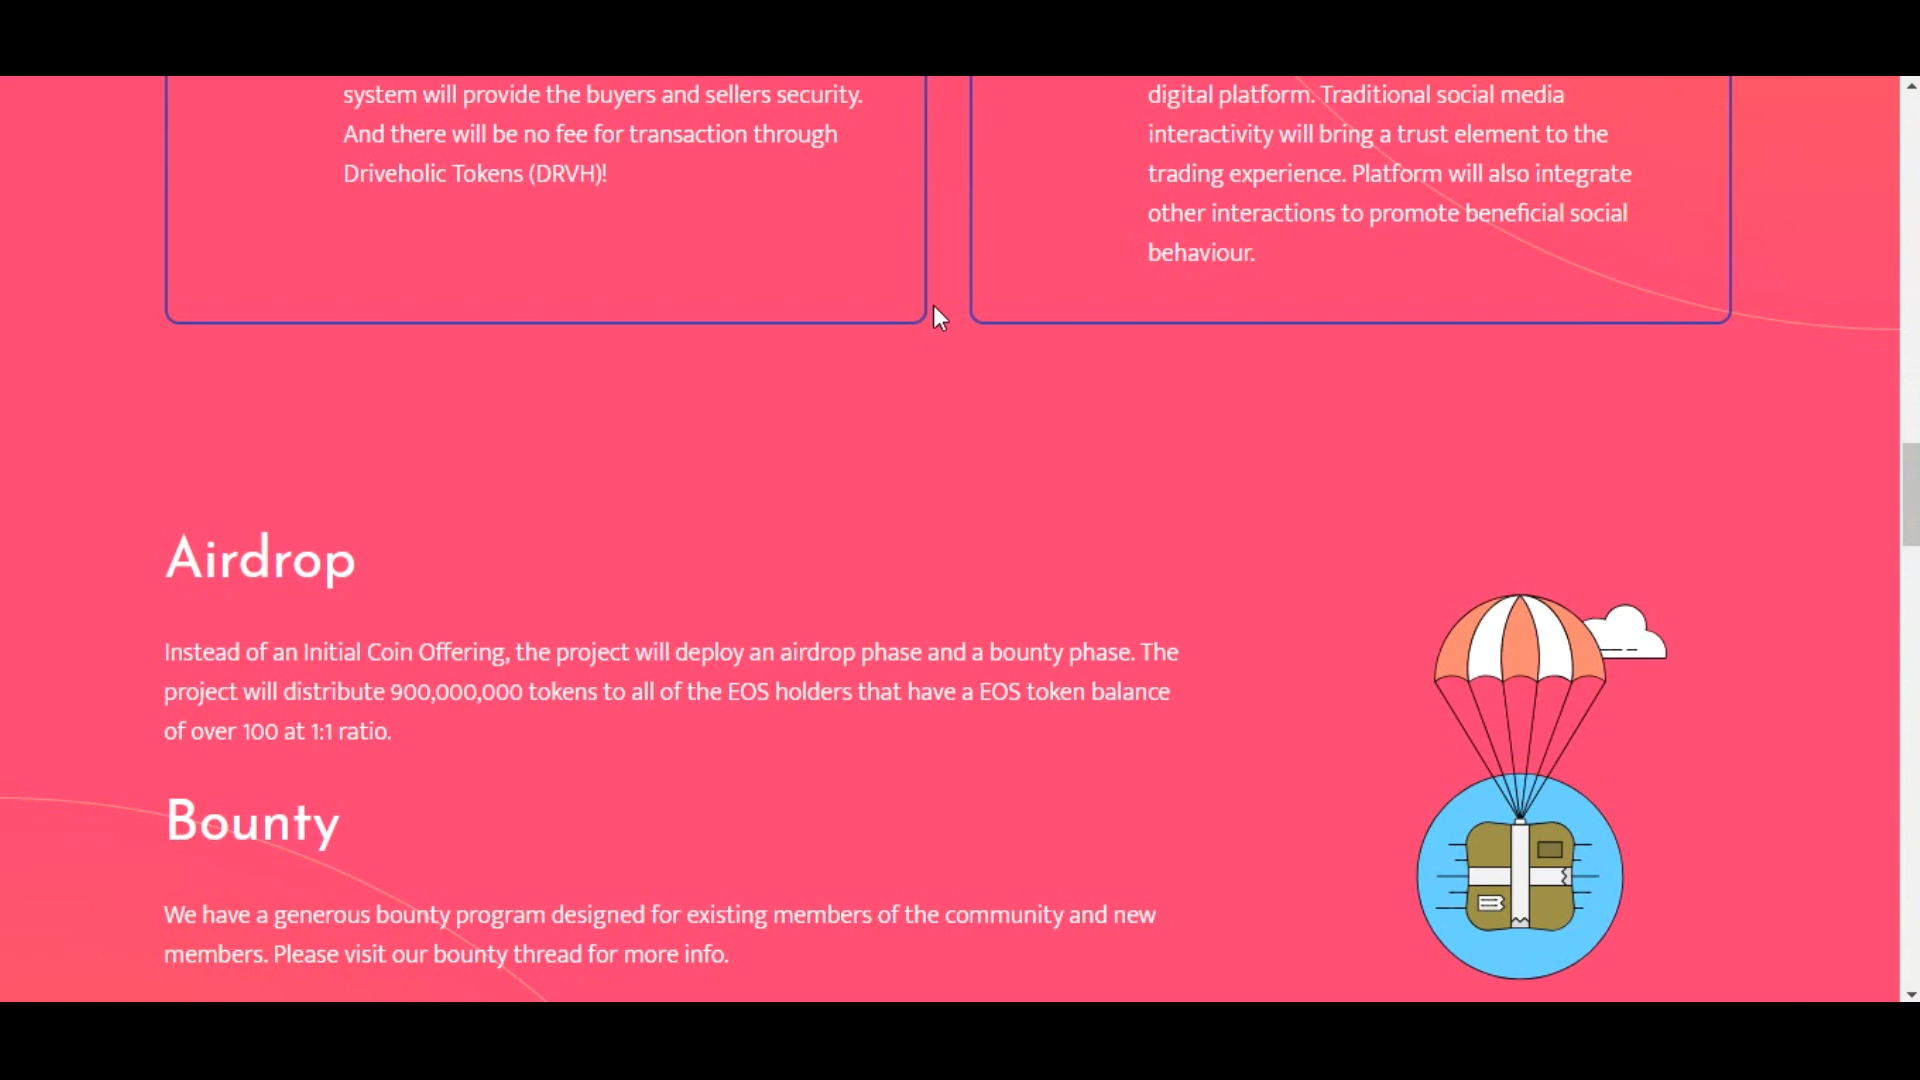 system will provide the buyers and sellers security.
And there will be no fee for transaction through
Driveholic Tokens (DRVH)!
digital platform. Traditional social media
interactivity will bring a trust element to the
trading experience. Platform will also integrate
other interactions to promote beneficial social
behaviour.
Airdrop
Instead of an Initial Coin Offering, the project will deploy an airdrop phase and a bounty phase. The
project will distribute 900,000,000 tokens to all of the EOS holders that have a EOS token balance
of over 100 at 1:1 ratio.
Bounty
We have a generous bounty program designed for existing members of the community and new
members. Please visit our bounty thread for more info.